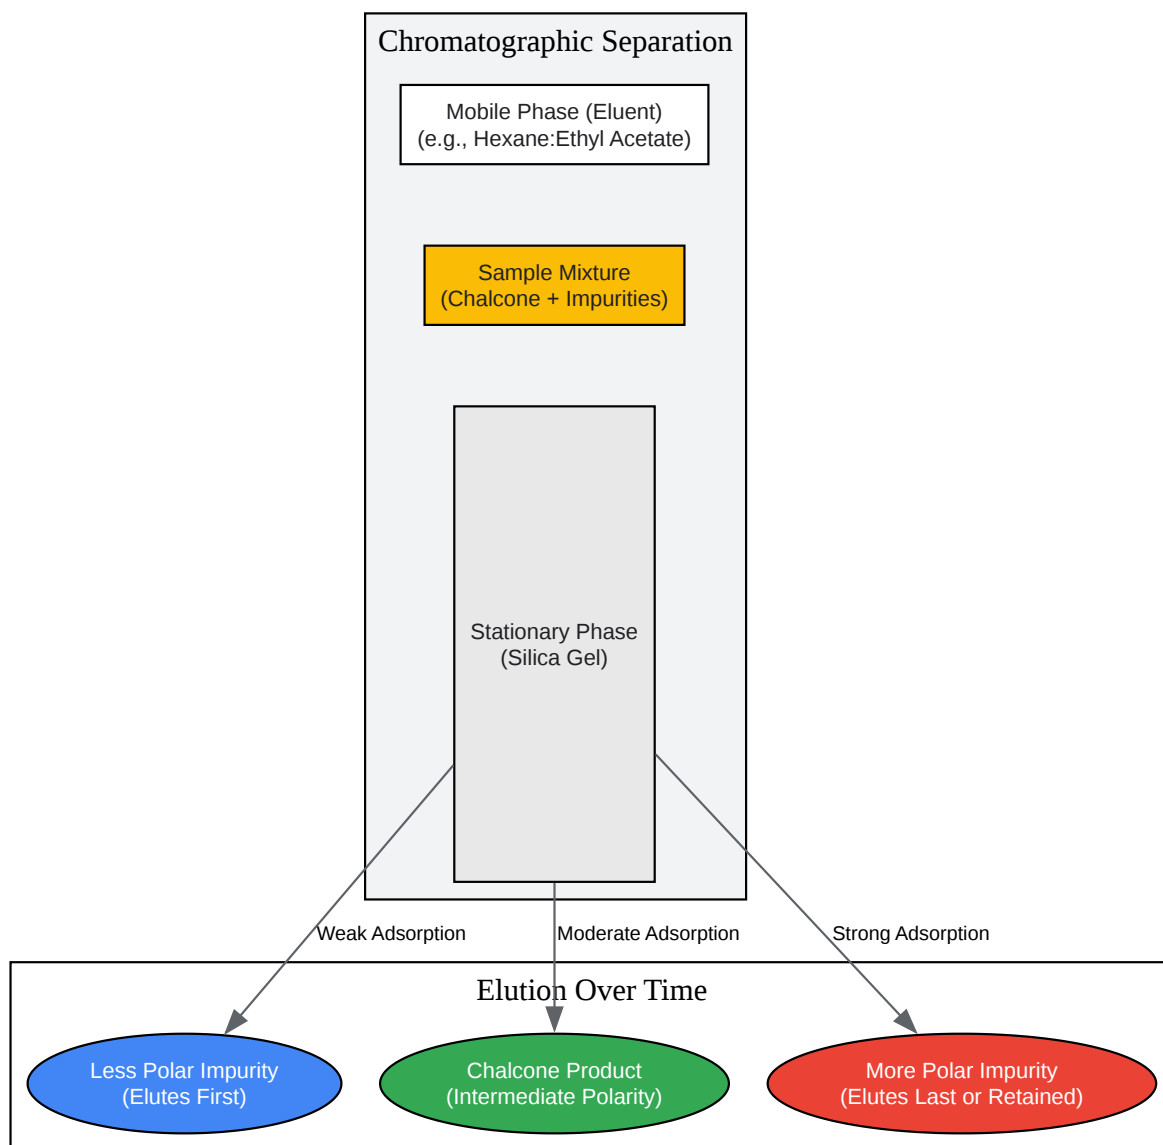 Chromatographic Separation
Mobile Phase (Eluent)
(e.g., Hexane:Ethyl Acetate)
Sample Mixture
(Chalcone + Impurities)
Stationary Phase
(Silica Gel)
Weak Adsorption
Moderate Adsorption
Strong Adsorption
Elution Over Time
Less Polar Impurity
(Elutes First)
Chalcone Product
(Intermediate Polarity)
More Polar Impurity
(Elutes Last or Retained)